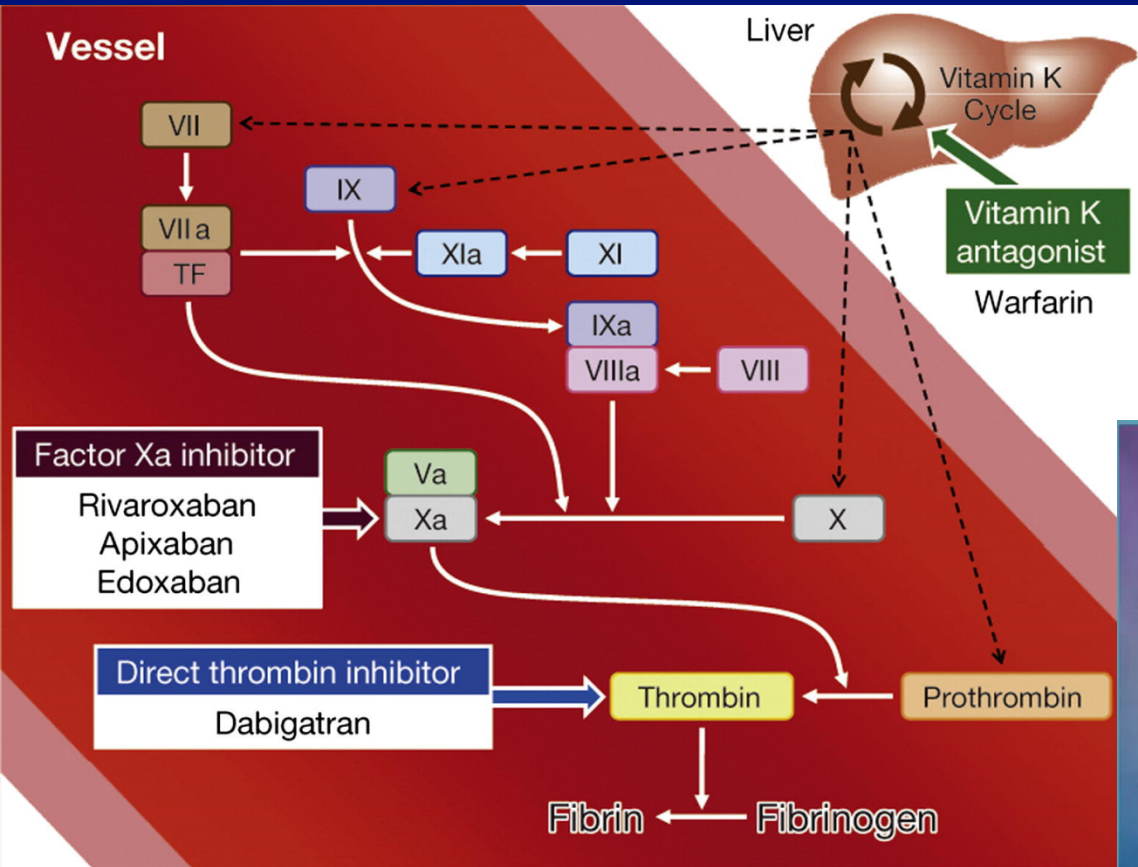 Vessel
Liver
Vitamin K
Cycle
VII
IX
VIIa
TF
XIa
XI
Vitamin K
antagonist
Warfarin
IXa
VIIIa
VIII
Factor Xa inhibitor
Rivaroxaban
Apixaban
Edoxaban
Va
Xa
X
Direct thrombin inhibitor
Dabigatran
Thrombin
Prothrombin
Fibrin
Fibrinogen